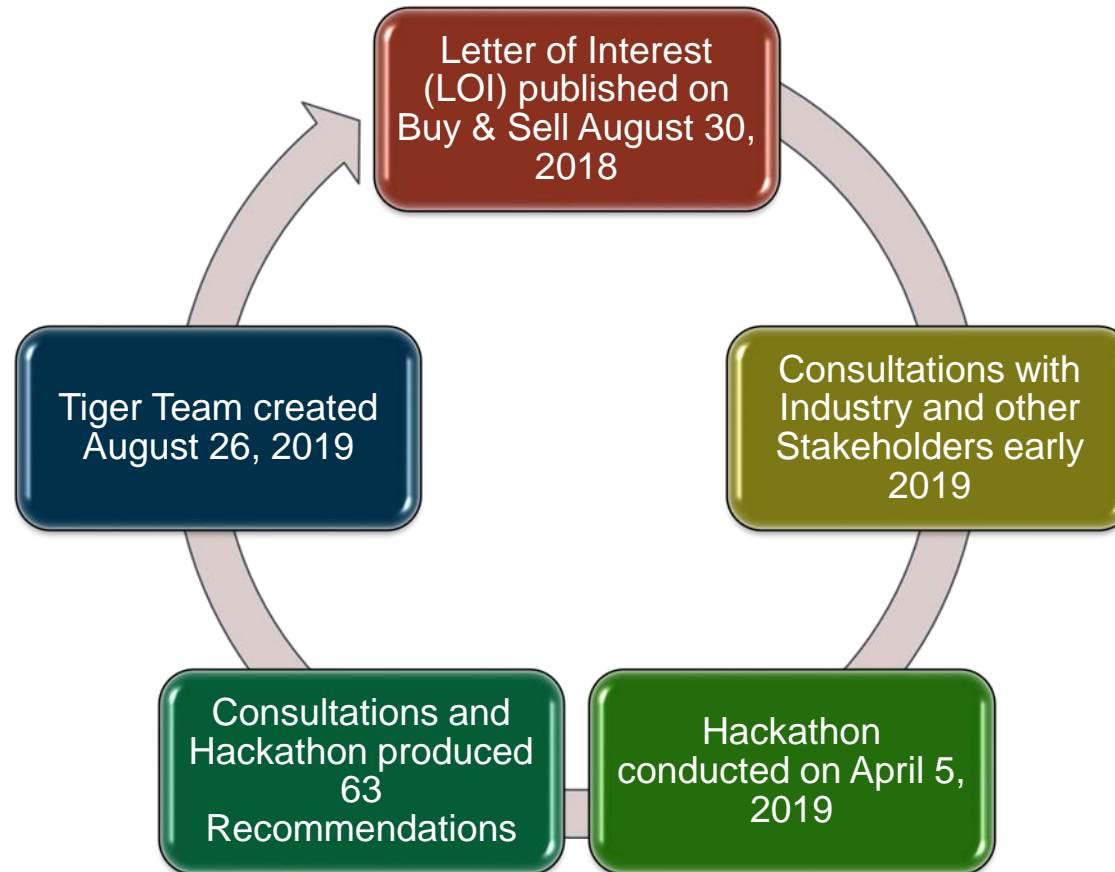 Letter of Interest
(LOI) published on
Buy & Sell August 30,
2018
Consultations with
Industry and other
Stakeholders early
2019
Hackathon
conducted on April 5,
2019
Consultations and
Hackathon produced
63
Recommendations
Tiger Team created
August 26, 2019